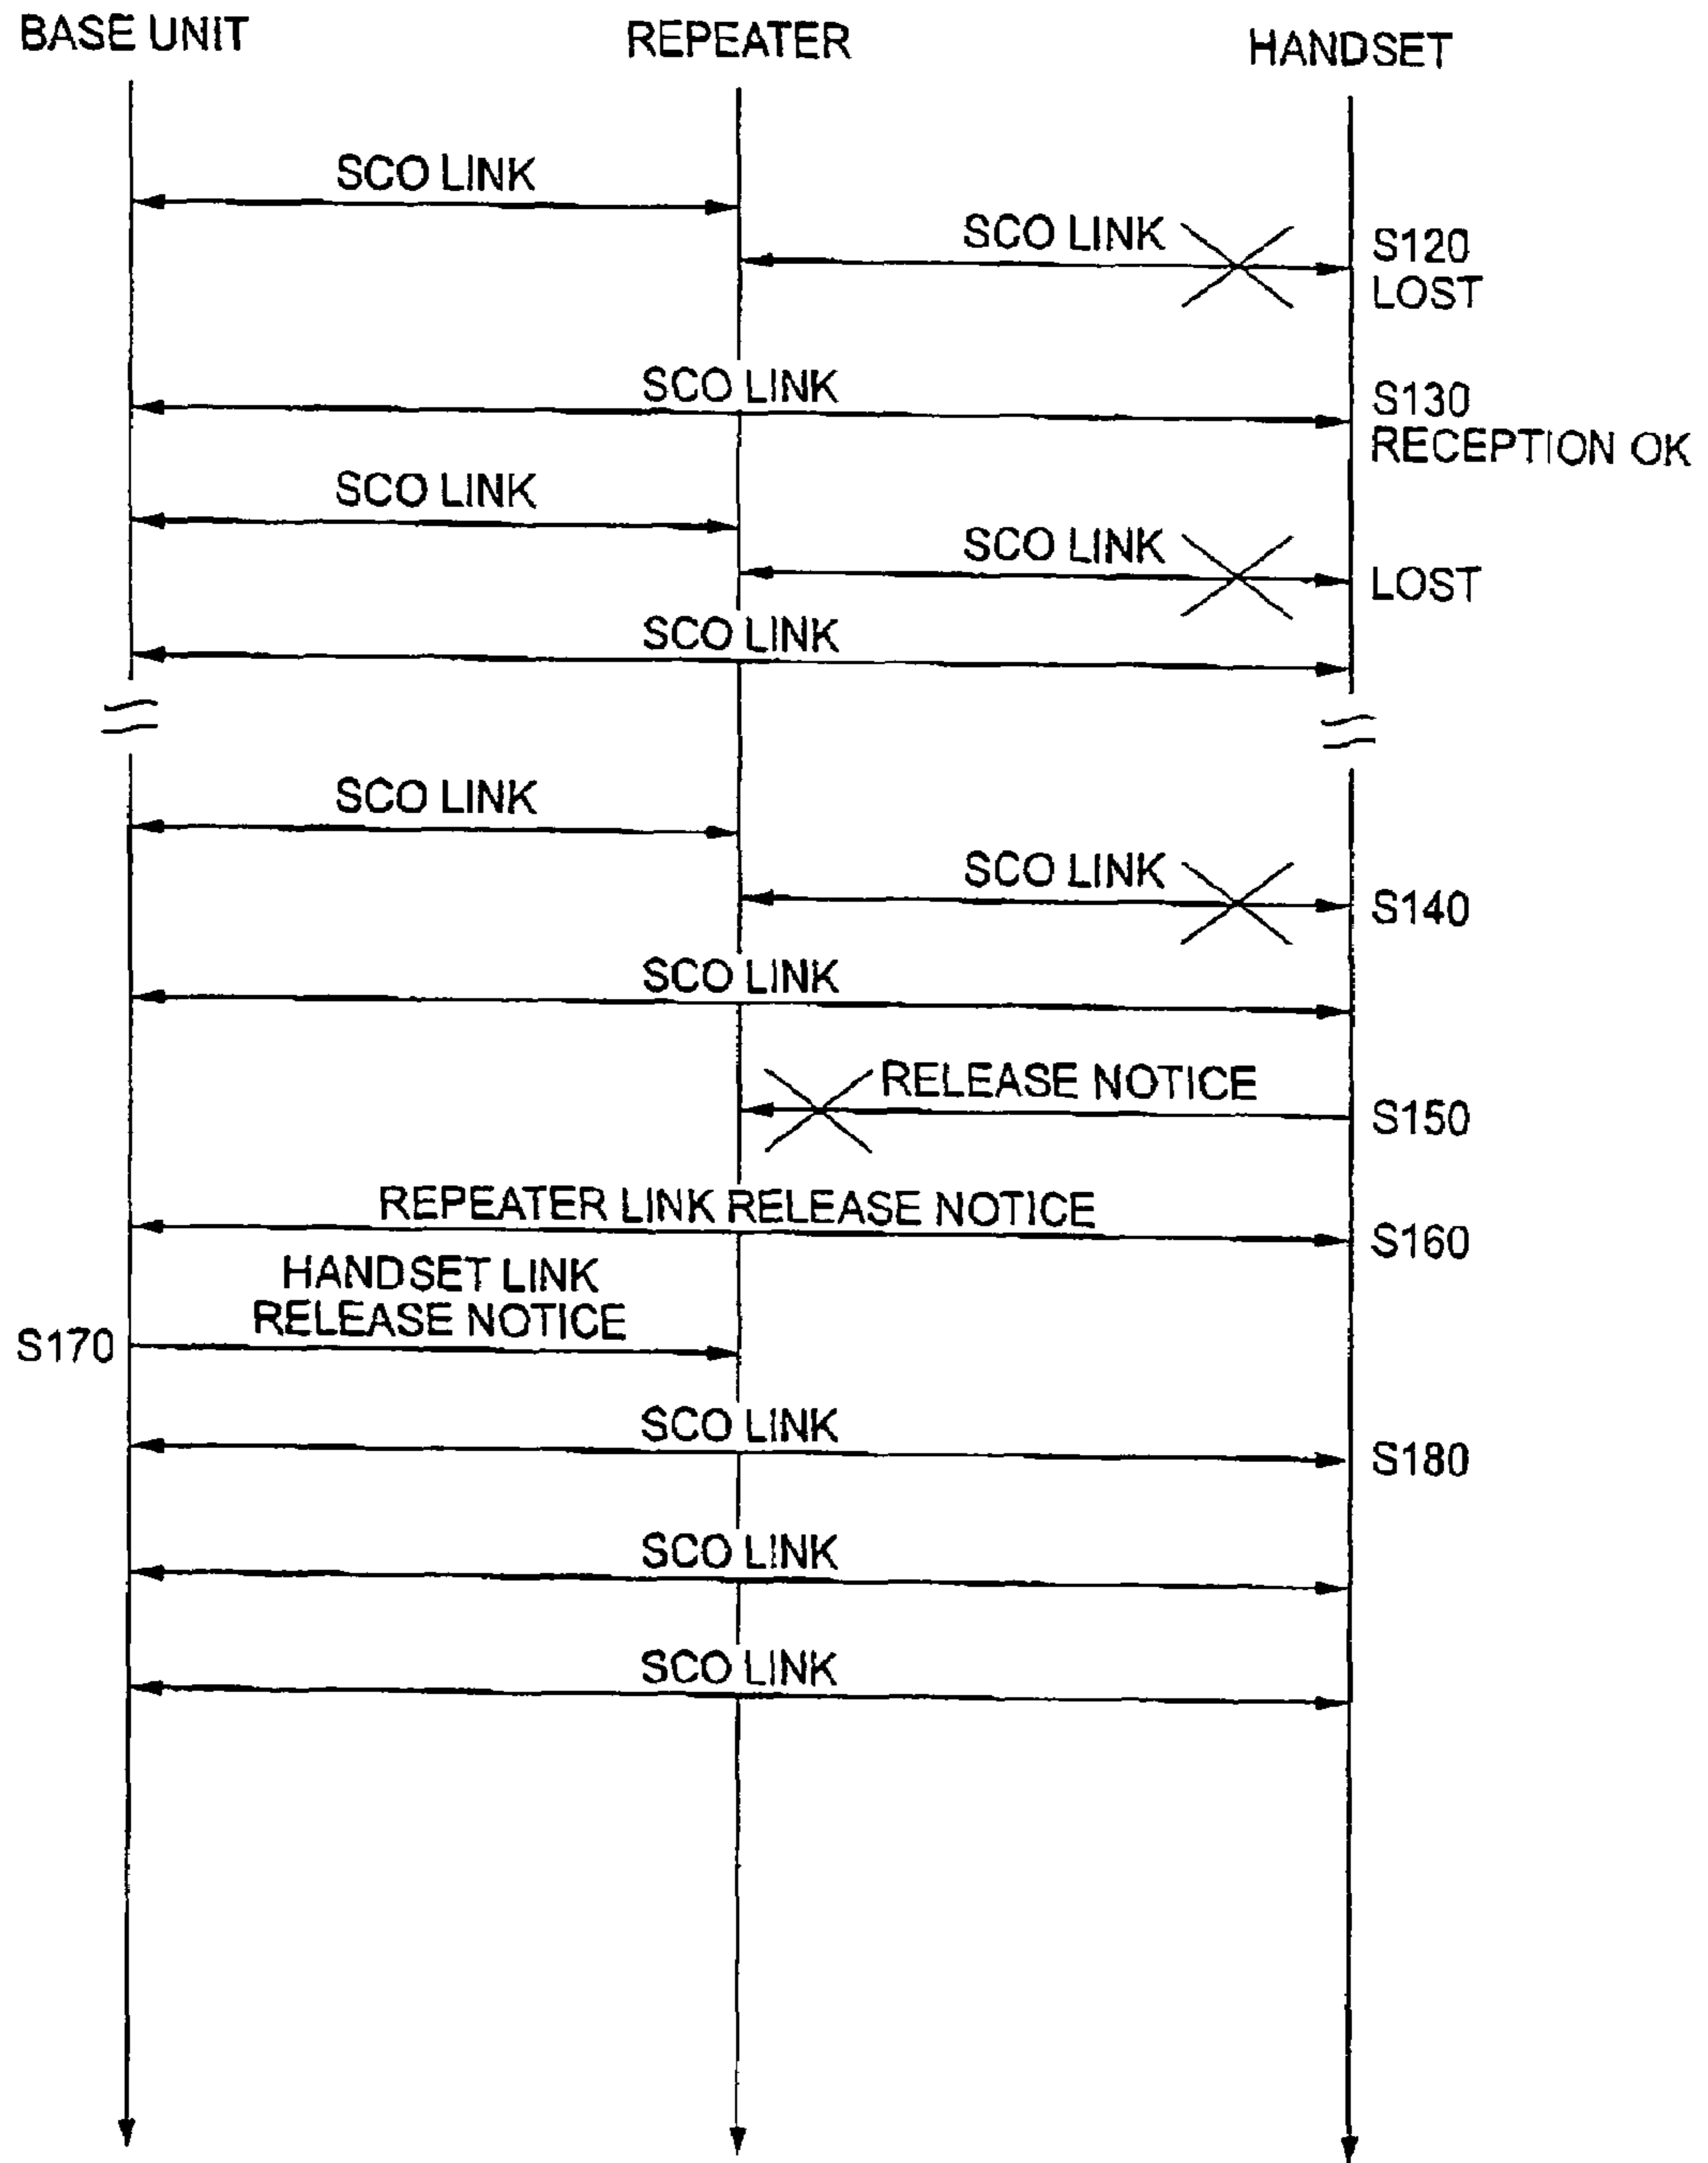 BASE UNIT
REPEATER
HANDSET
SCO LINK
SCO LINK
S120
LOST
SCO LINK
S130
RECEPTION OK
SCO LINK
SCO LINK
LOST
SCO LINK
SCO LINK
SCO LINK
S140
SCO LINK
RELEASE NOTICE
S150
REPEATER LINK RELEASE NOTICE
S160
HANDSET LINK
RELEASE NOTICE
S170
SCO LINK
S180
SCO LINK
SCO LINK